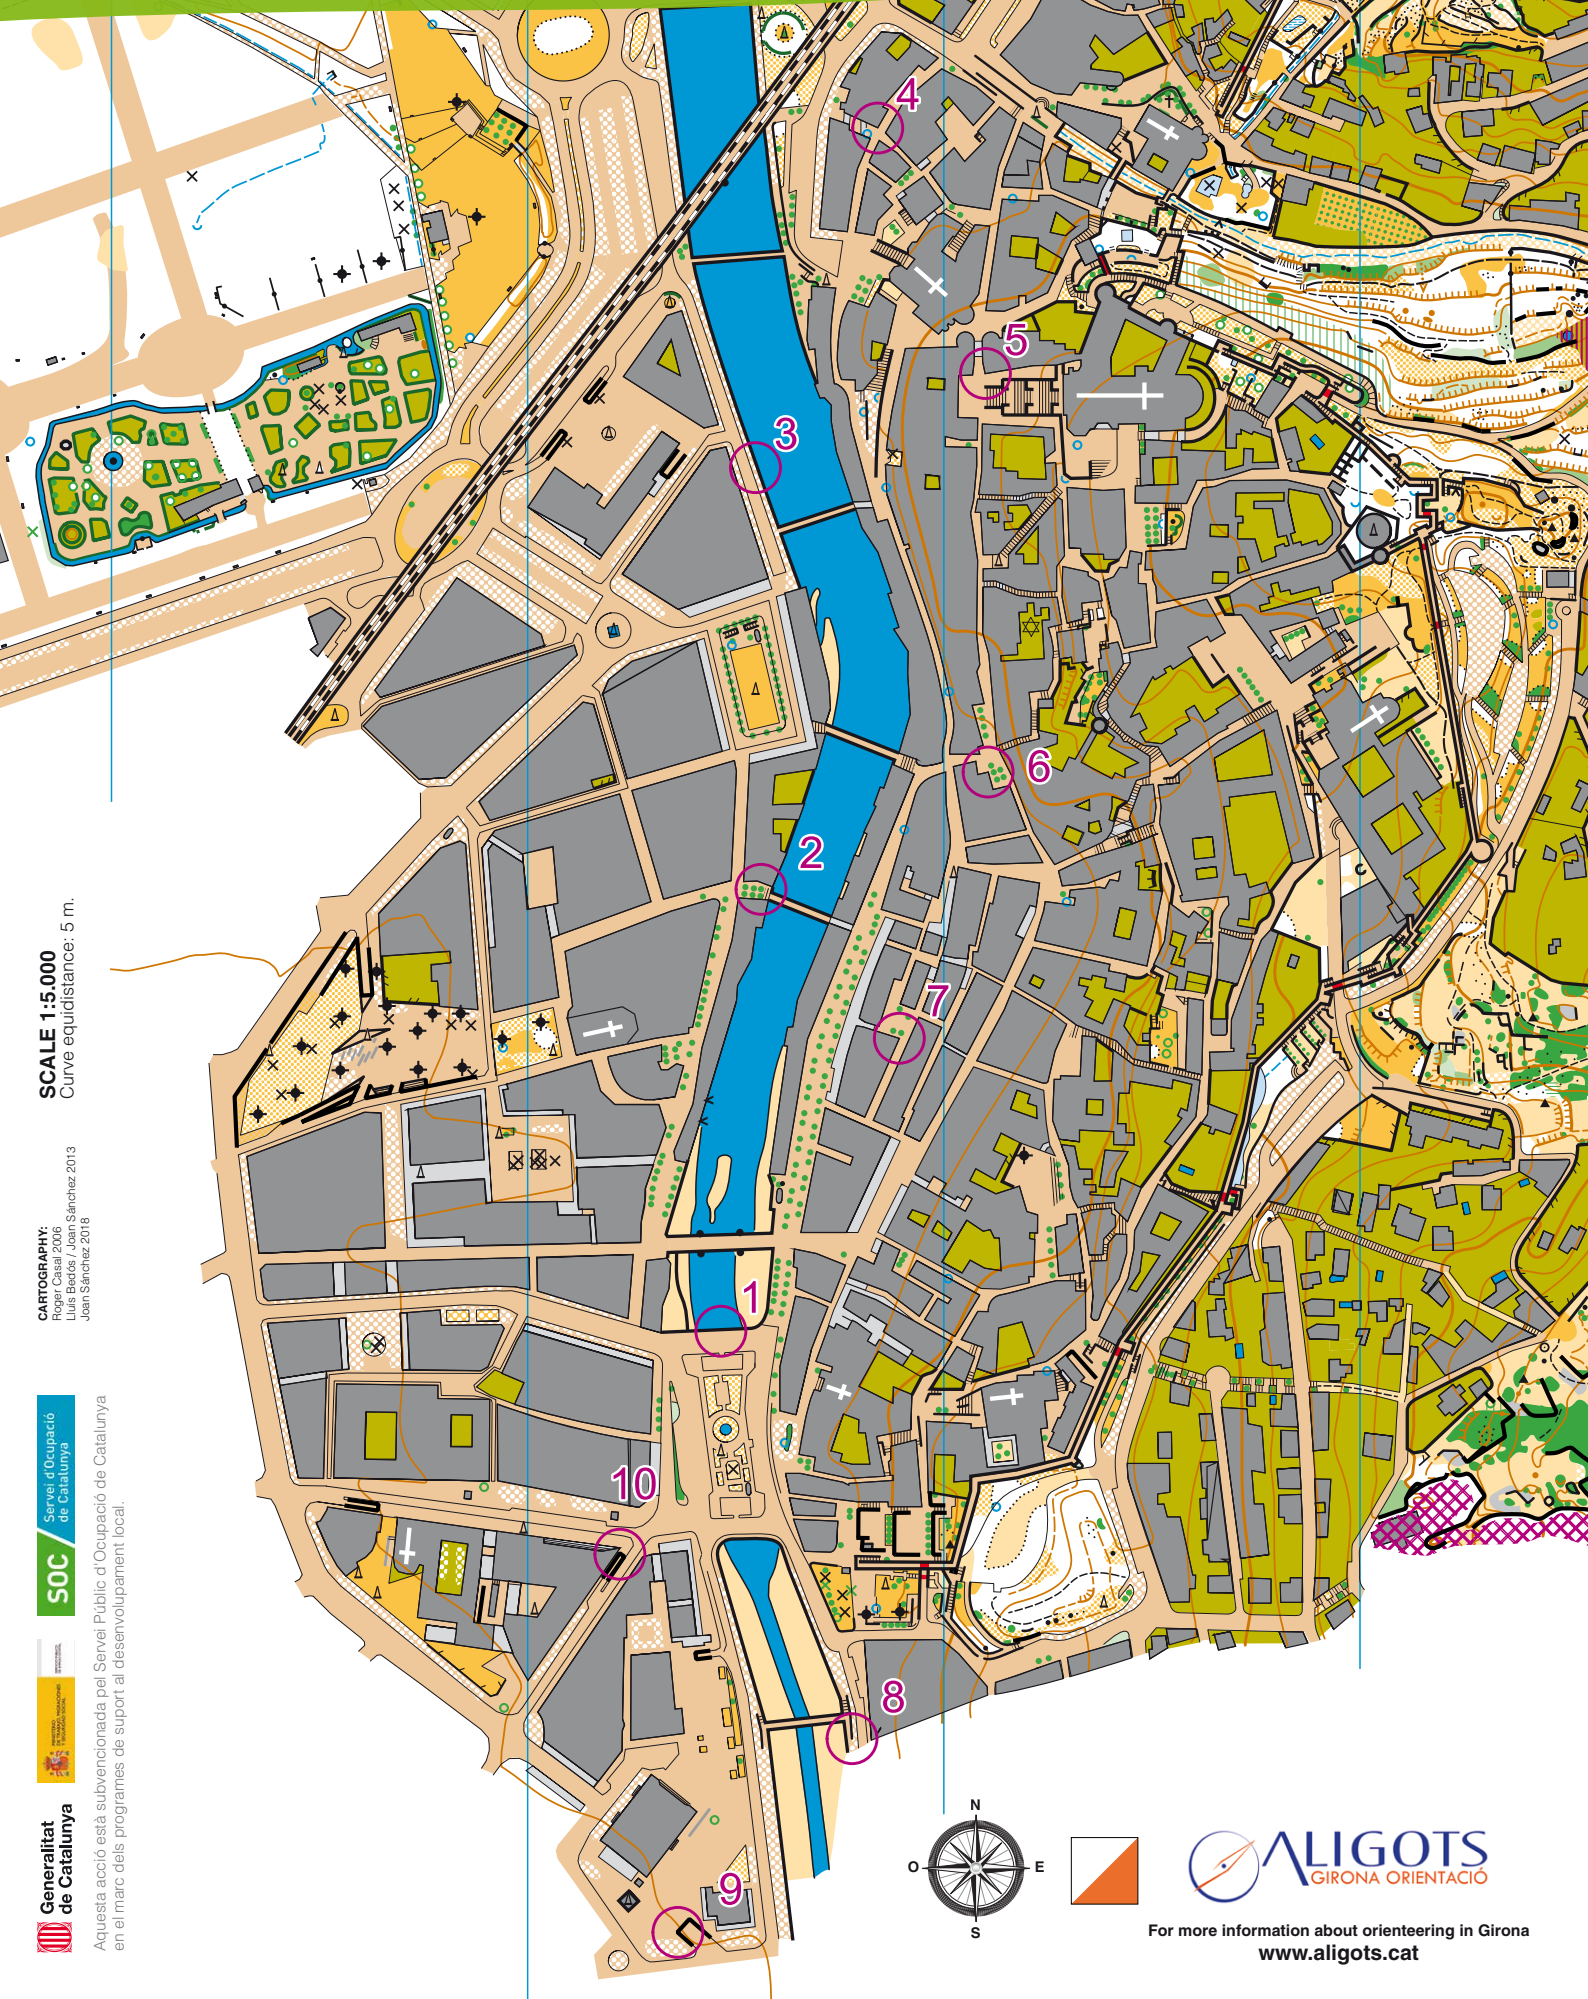 4
5
3
6
2
7
1
10
8
9
SCALE 1:5.000
Curve equidistance: 5 m.
CARTOGRAPHY:
Roger Casal 2006
Lluís Bedós / Joan Sánchez 2013
Joan Sánchez 2018
SOC
Servei d'Ocupació
de Catalunya
Generalitat
de Catalunya
Aquesta acció està subvencionada pel Servei Públic d'Ocupació de Catalunya
en el marc dels programes de suport al desenvolupament local.
N
O
E
S
ALIGOTS
GIRONA ORIENTACIÓ
For more information about orienteering in Girona
www.aligots.cat